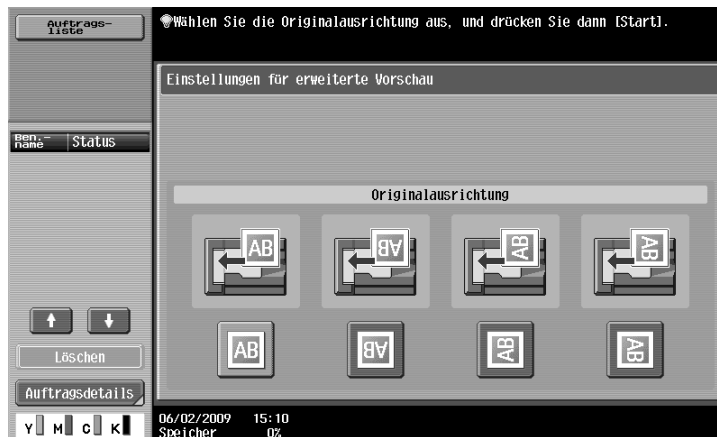 Auftrags-
liste
Wählen Sie die Originalausrichtung aus, und drücken Sie dann [Start].
Einstellungen für erweiterte Vorschau
Ben.-
name
Status
Originalausrichtung
AB
AB
AB
AB
AB
AB
AB
AB
Löschen
Auftragsdetails
Y M C K
06/02/2009 15:10
Speicher 0%